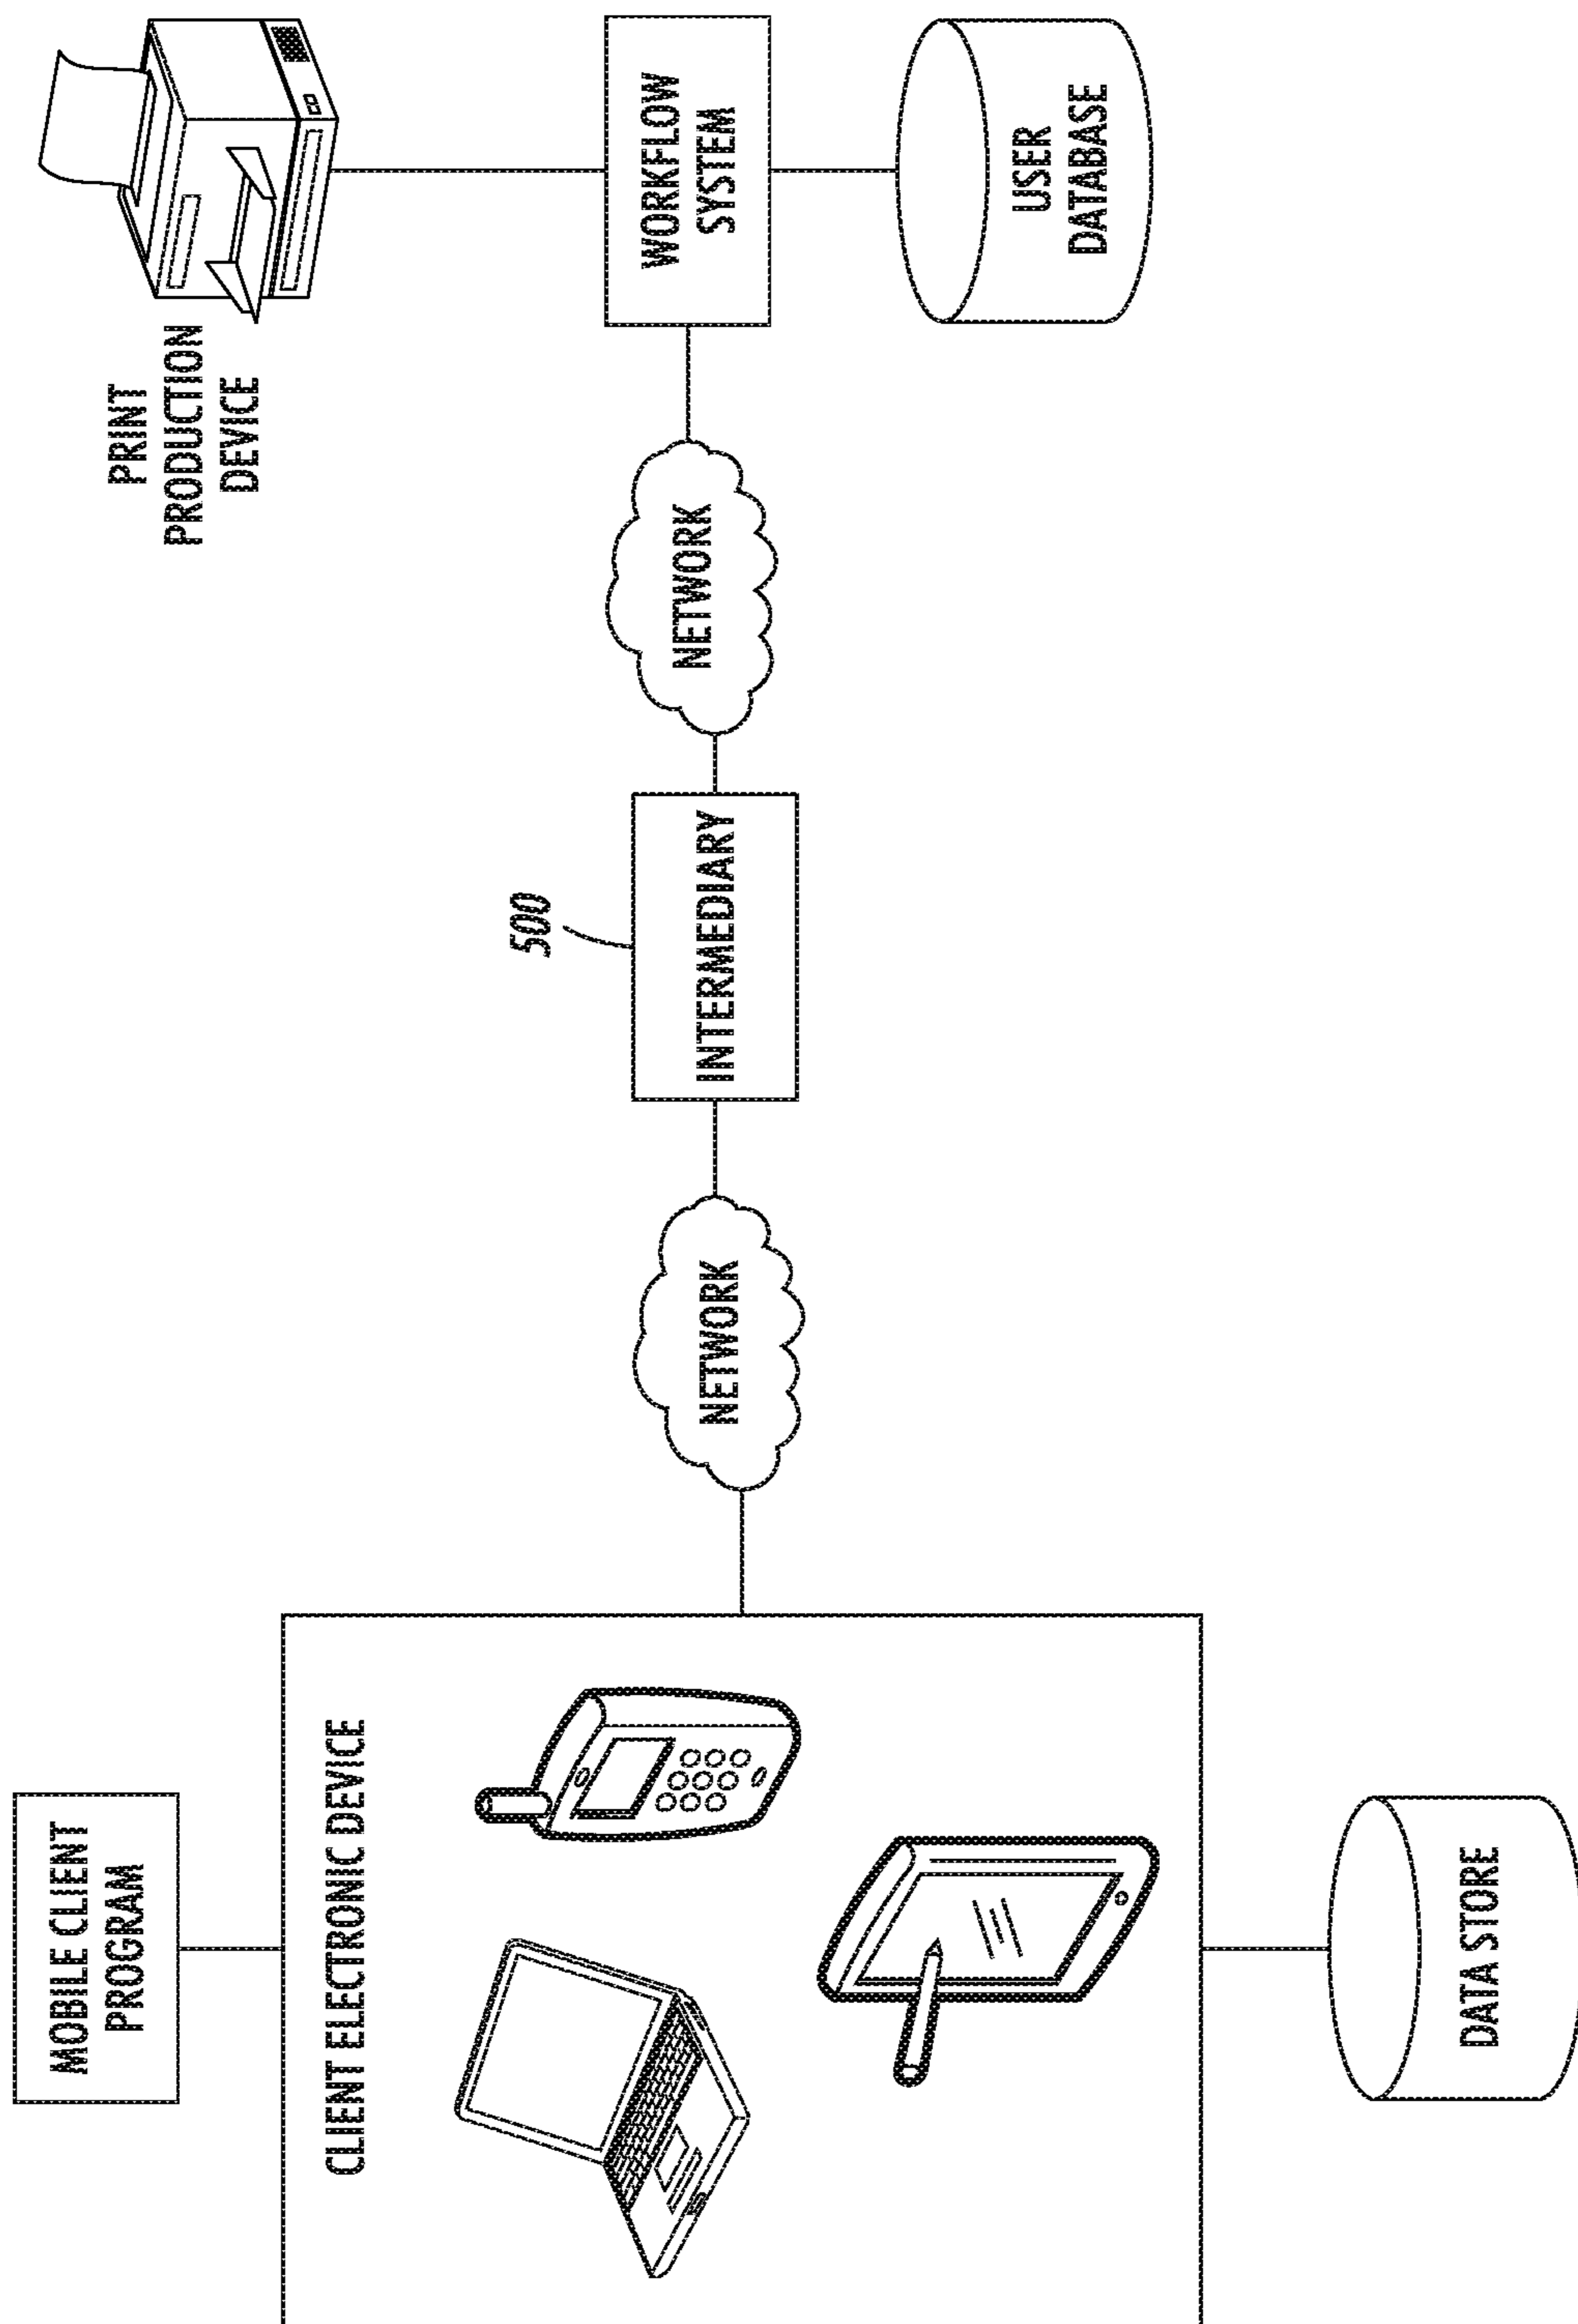 MOBILE CLIENT
PROGRAM
CLIENT ELECTRONIC DEVICE
DATA STORE
NETWORK
500
INTERMEDIARY
NETWORK
PRINT
PRODUCTION
DEVICE
WORKFLOW
SYSTEM
USER
DATABASE